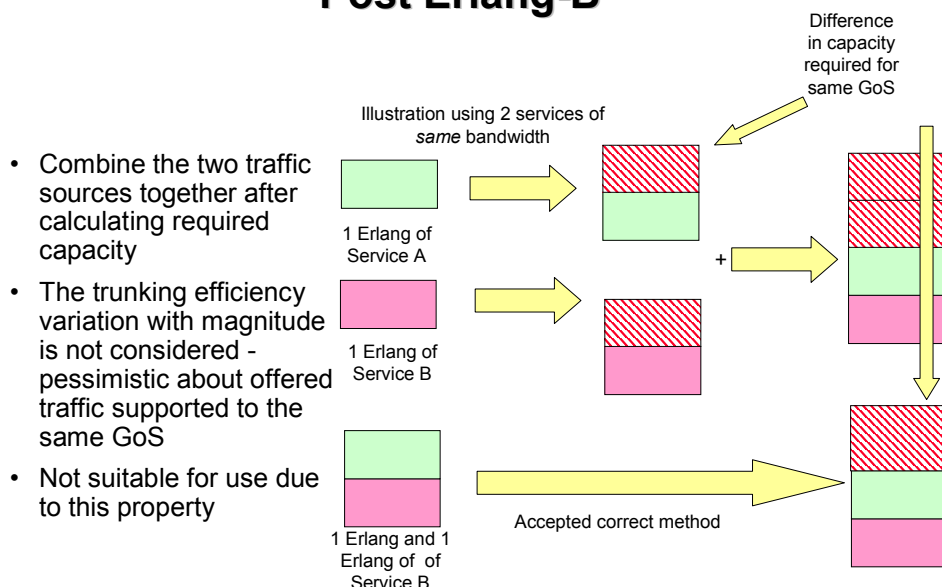 Post Erlang-B
Difference
in capacity
required for
same GoS
Illustration using 2 services of
same bandwidth
• Combine the two traffic
sources together after
calculating required
capacity
• The trunking efficiency
variation with magnitude
is not considered -
pessimistic about offered
traffic supported to the
same GoS
• Not suitable for use due
to this property
1 Erlang of
Service A
+
1 Erlang of
Service B
Accepted correct method
1 Erlang and 1
Erlang of of
Service B